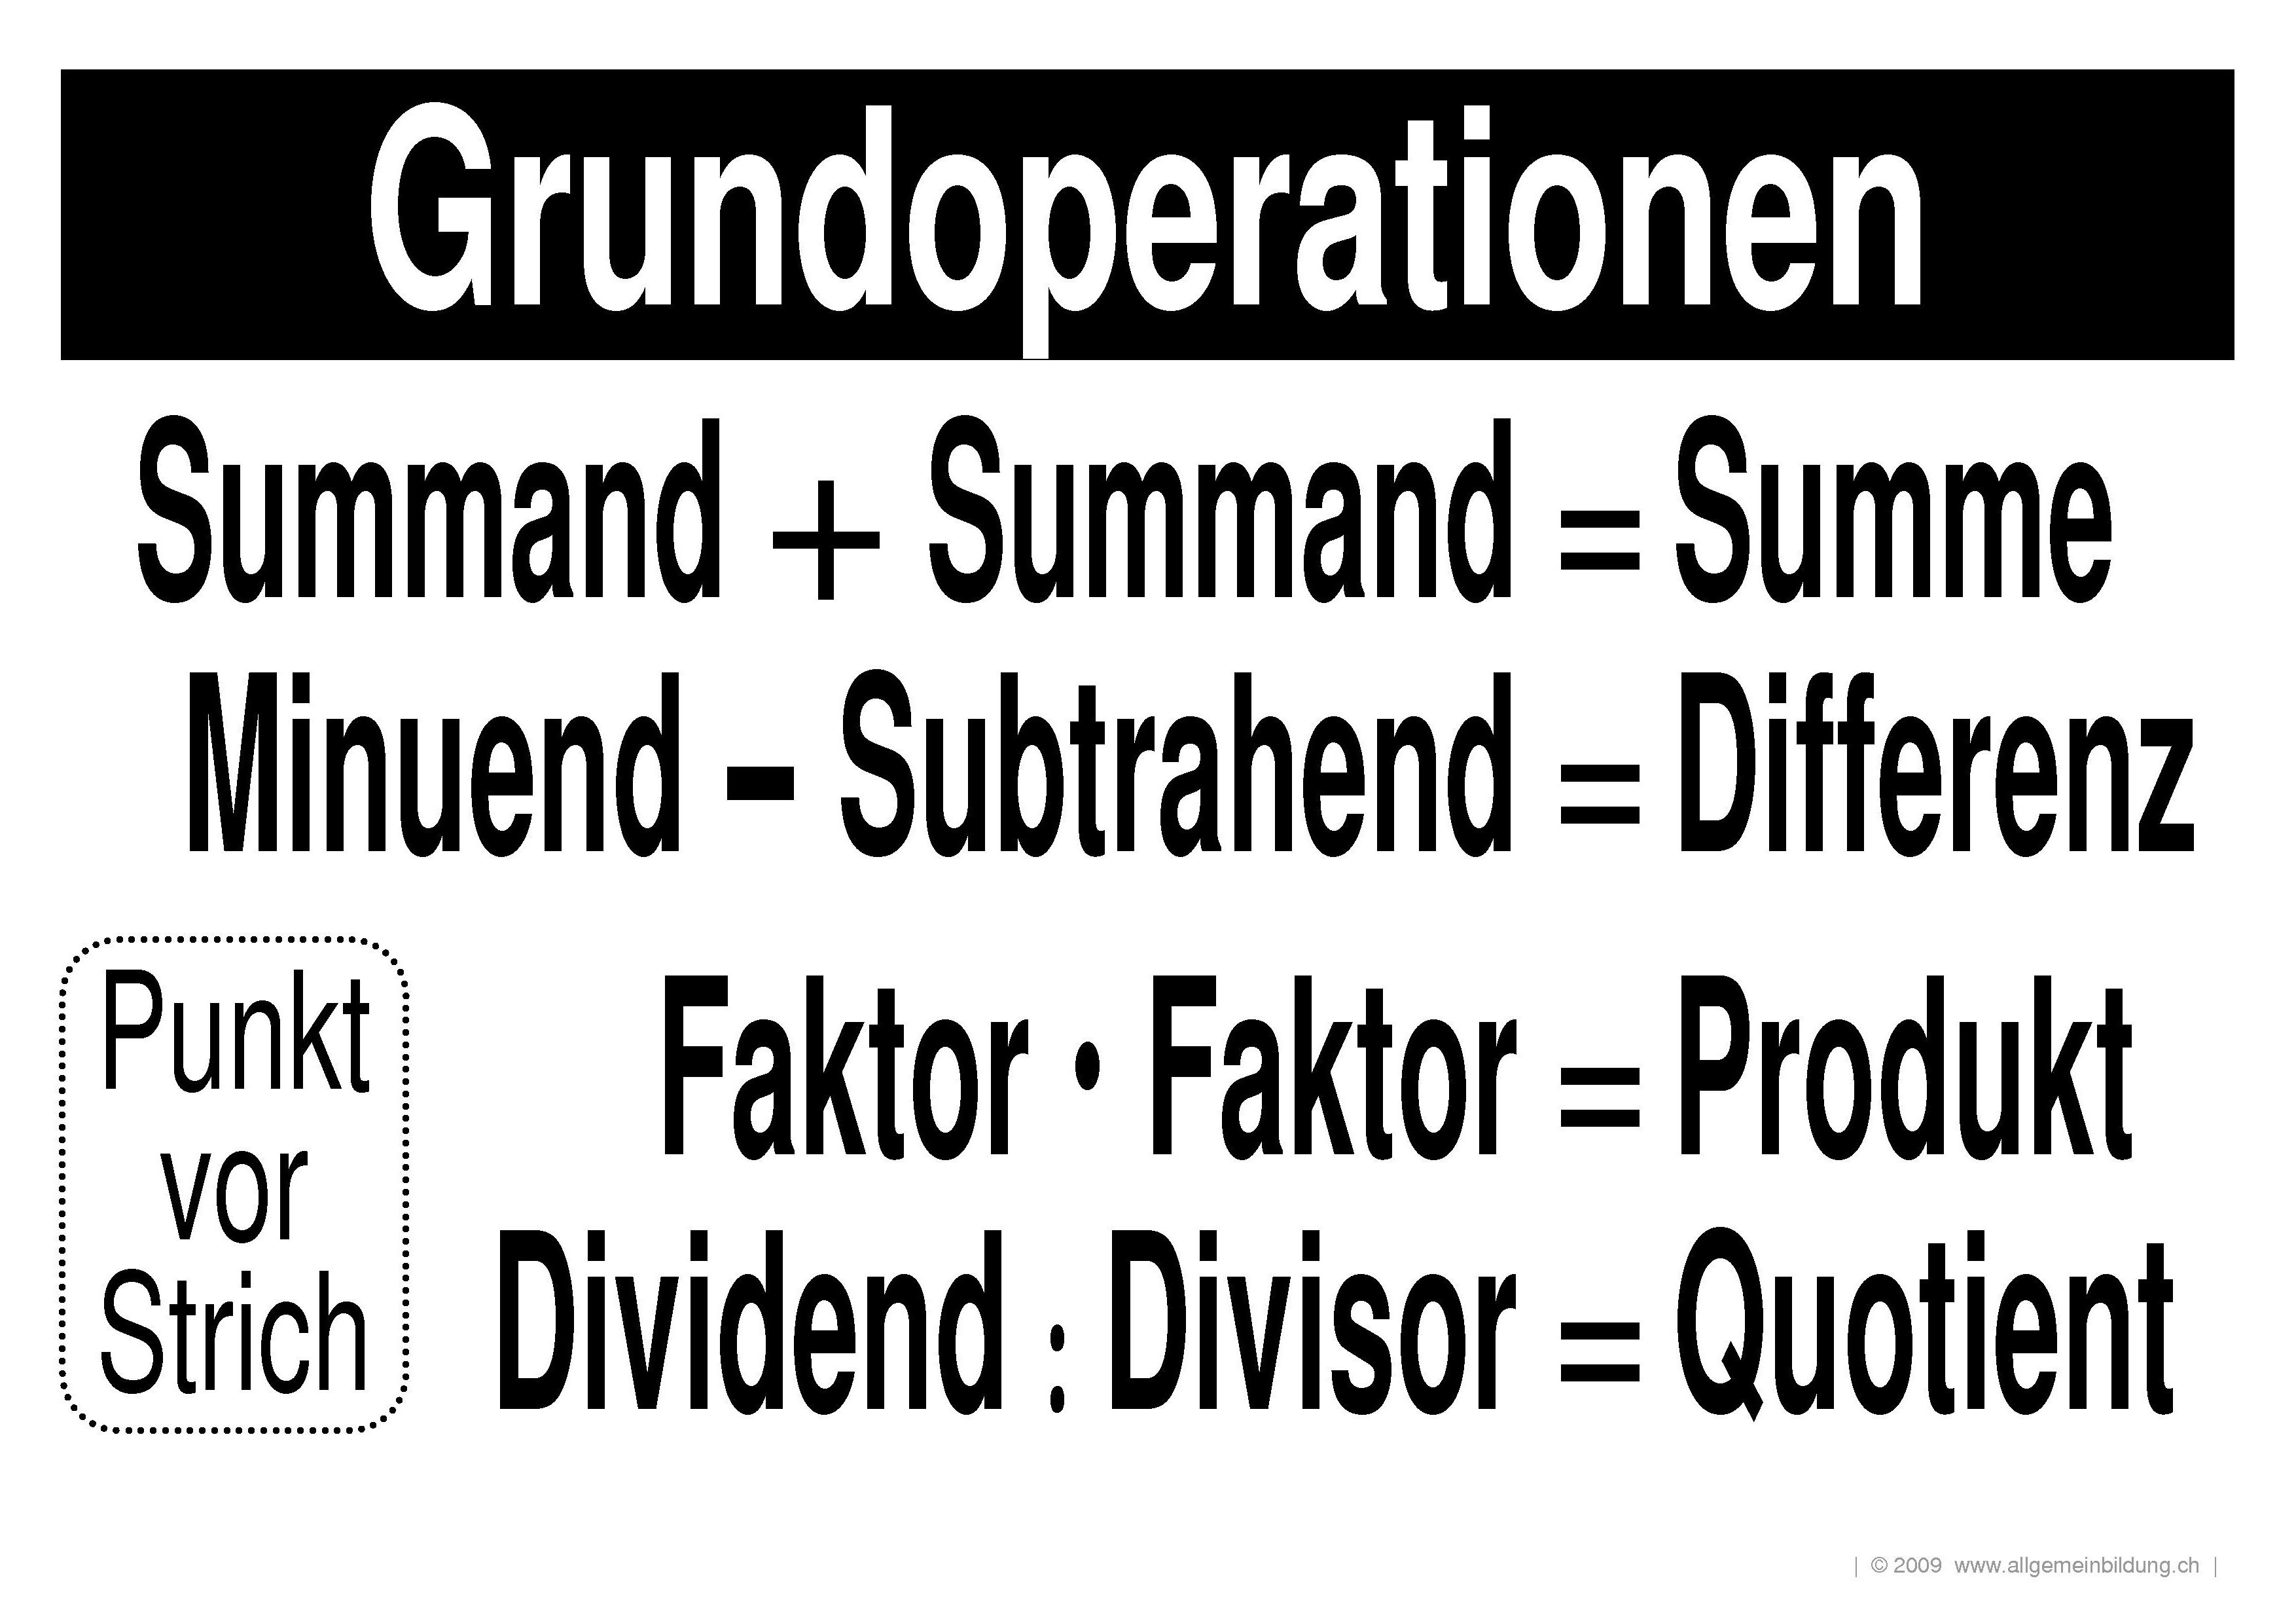 Grundoperationen
Summand + Summand = Summe
Minuend - Subtrahend = Differenz
Punkt
vor
Strich
Faktor · Faktor = Produkt
Dividend : Divisor = Quotient
| © 2009 www.allgemeinbildung.ch |